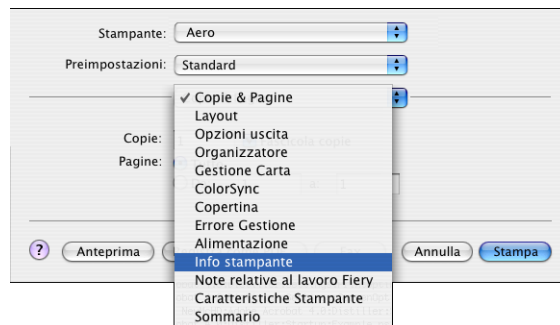 Stampante: Aero
Preimpostazioni: Standard
✓ Copie & Pagine
Layout
Copie:
Opzioni uscita
Organizzatore
Pagine:
Gestione Carta
ColorSync
Copertina
Errore Gestione
Alimentazione
? Anteprima Annulla Stampa
Info stampante
Note relative al lavoro Fiery
Caratteristiche Stampante
Sommario